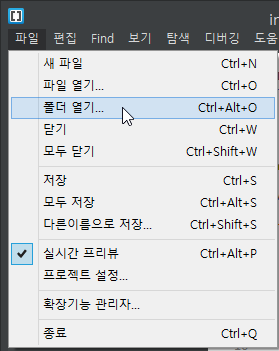 in
파일 편집 Find 보기 탐색 디버깅 도움
새 파일 Ctrl+N
파일 열기... Ctrl+O
폴더 열기... Ctrl+Alt+O
닫기 Ctrl+W
모두 닫기 Ctrl+Shift+W
저장 Ctrl+S
모두 저장 Ctrl+Alt+S
다른이름으로 저장... Ctrl+Shift+S
실시간 프리뷰 Ctrl+Alt+P
프로젝트 설정...
확장기능 관리자...
종료 Ctrl+Q